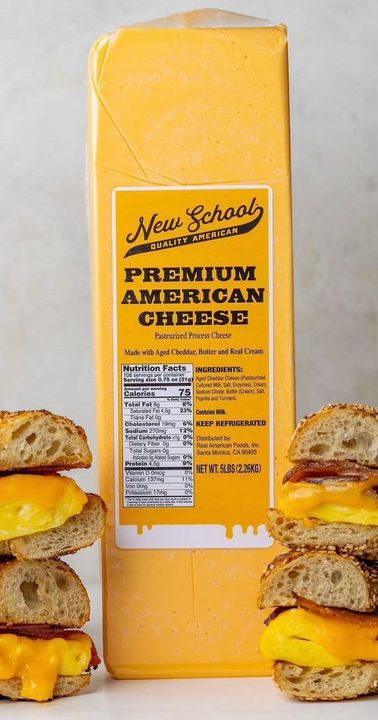 New School
QUALITY AMERICAN
PREMIUM
AMERICAN
CHEESE
Pasteurized Process Cheese
Made with Aged Cheddar, Butter and Real Cream
Nutrition Facts
108 servings per container
Serving size 0.75 oz (21g)
Amount per serving
Calories 75
% Daily Value*
Total Fat 6g 8%
Saturated Fat 4.5g 23%
Trans Fat 0g
Cholesterol 19mg 6%
Sodium 270mg 12%
Total Carbohydrate <1g 0%
Dietary Fiber 0g 0%
Total Sugars 0g
Includes 0g Added Sugars 0%
Protein 4.5g 9%
Vitamin D 0mcg 0%
Calcium 137mg 11%
Iron 0mg 0%
Potassium 17mg 0%
INGREDIENTS:
Aged Cheddar Cheese (Pasteurized
Cultured Milk, Salt, Enzymes), Cream,
Sodium Citrate, Butter (Cream), Salt,
Paprika and Turmeric.
Contains Milk.
KEEP REFRIGERATED
Distributed by:
Real American Foods, Inc.
Santa Monica, CA 90403
NET WT. 5LBS (2.26KG)